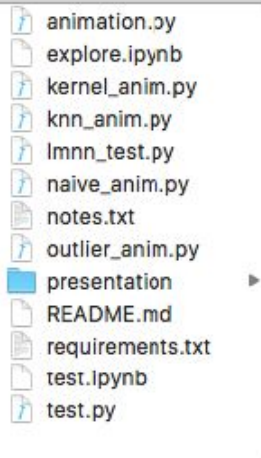 animation.py
explore.ipynb
kernel_anim.py
knn_anim.py
lmnn_test.py
naive_anim.py
notes.txt
outlier_anim.py
presentation
README.md
requirements.txt
test.ipynb
test.py